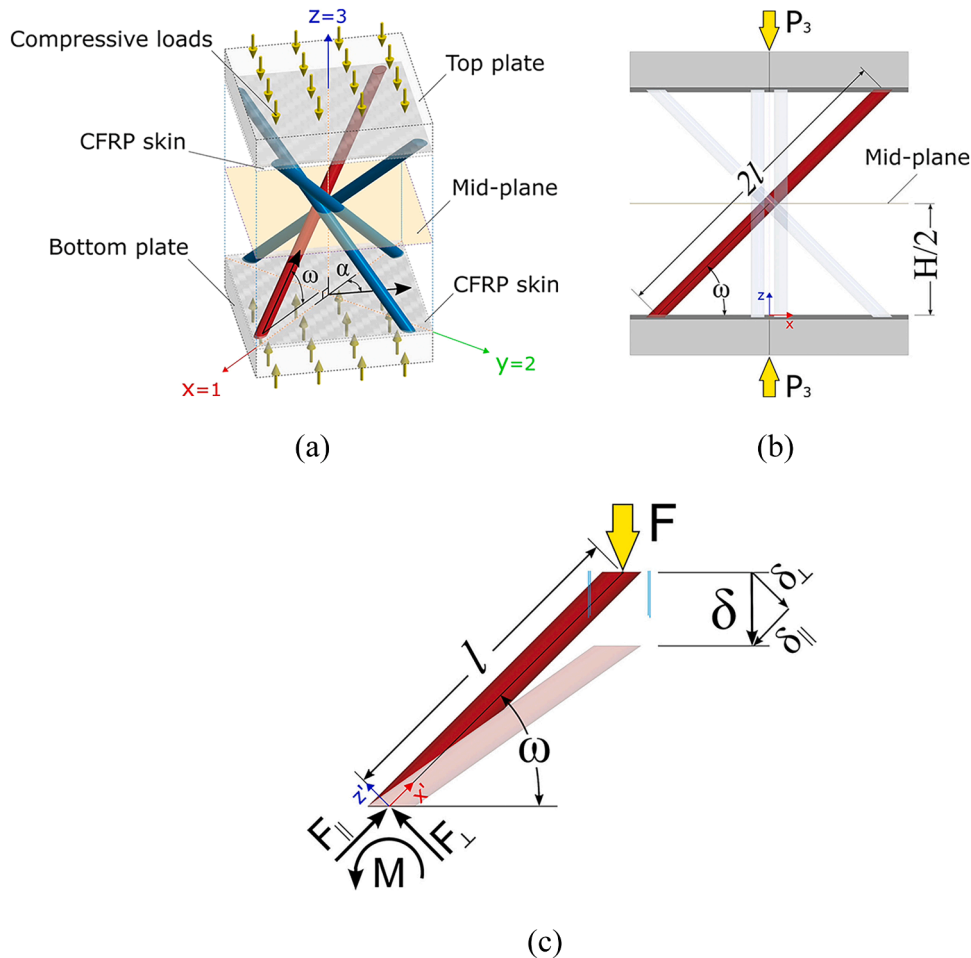 z=3
Compressive loads
Top plate
CFRP skin
Mid-plane
Bottom plate
ω
α
CFRP skin
x=1
y=2
(a)
P₃
2l
Mid-plane
H/2
ω
z
x
P₃
(b)
F
δ⊥
δ
δ∥
l
ω
z'
x'
F∥
F⊥
M
(c)